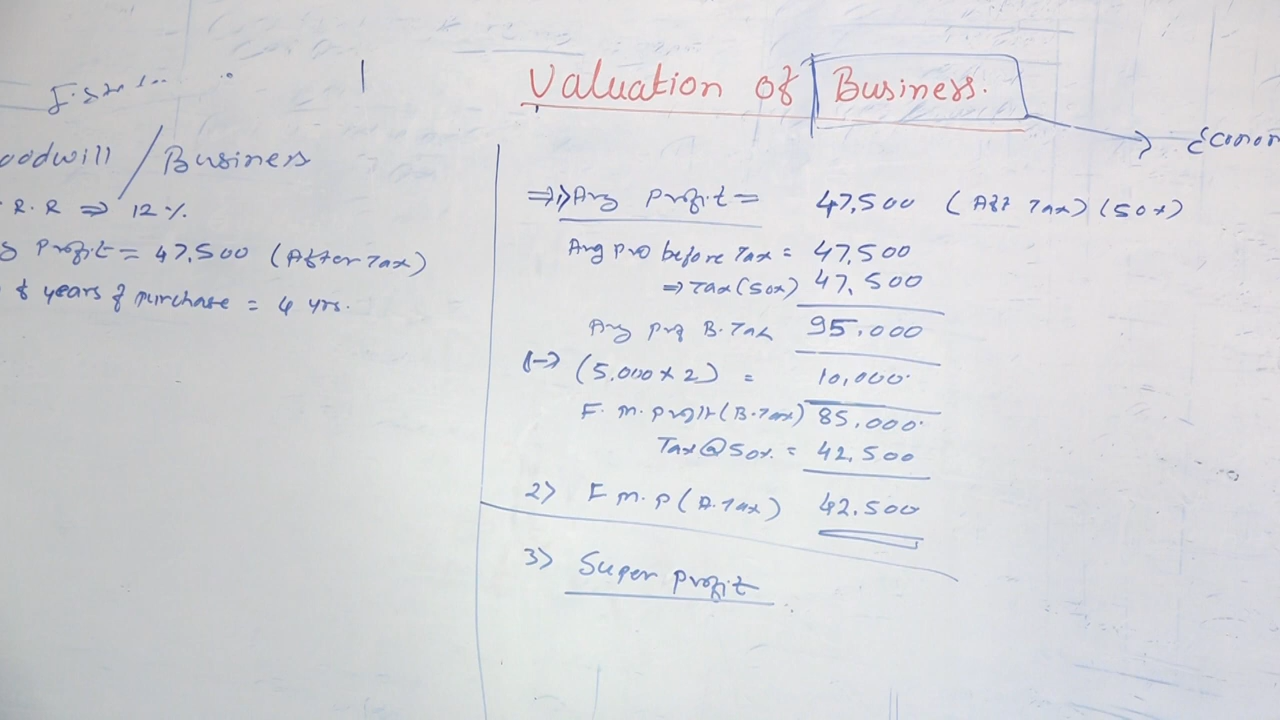 Valuation of Business.
Econom
oodwill / Business
R.R ⇒ 12%
Profit = 47,500 (After Tax)
years of purchase = 4 yrs.
⇒ 1) Avg Profit = 47,500 (Aft Tax) (50%)
Avg Pro before Tax = 47,500
⇒ Tax (50%) 47,500
Avg prf B. Tax 95,000
(-) (5,000 x 2) = 10,000.
F. m. profit (B. Tax) 85,000.
Tax @ 50%. = 42,500
2) F m. P (A. Tax) 42,500
3) Super Profit